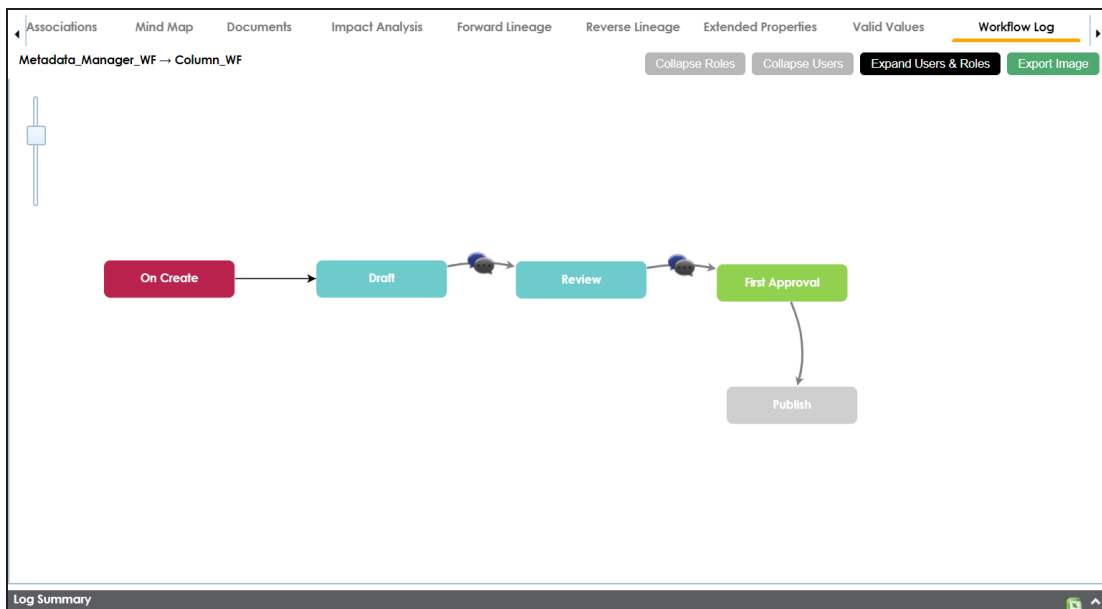 Associations Mind Map Documents Impact Analysis Forward Lineage Reverse Lineage Extended Properties Valid Values Workflow Log
Metadata_Manager_WF → Column_WF Collapse Roles Collapse Users Expand Users & Roles Export Image
On Create Draft Review First Approval
Publish
Log Summary